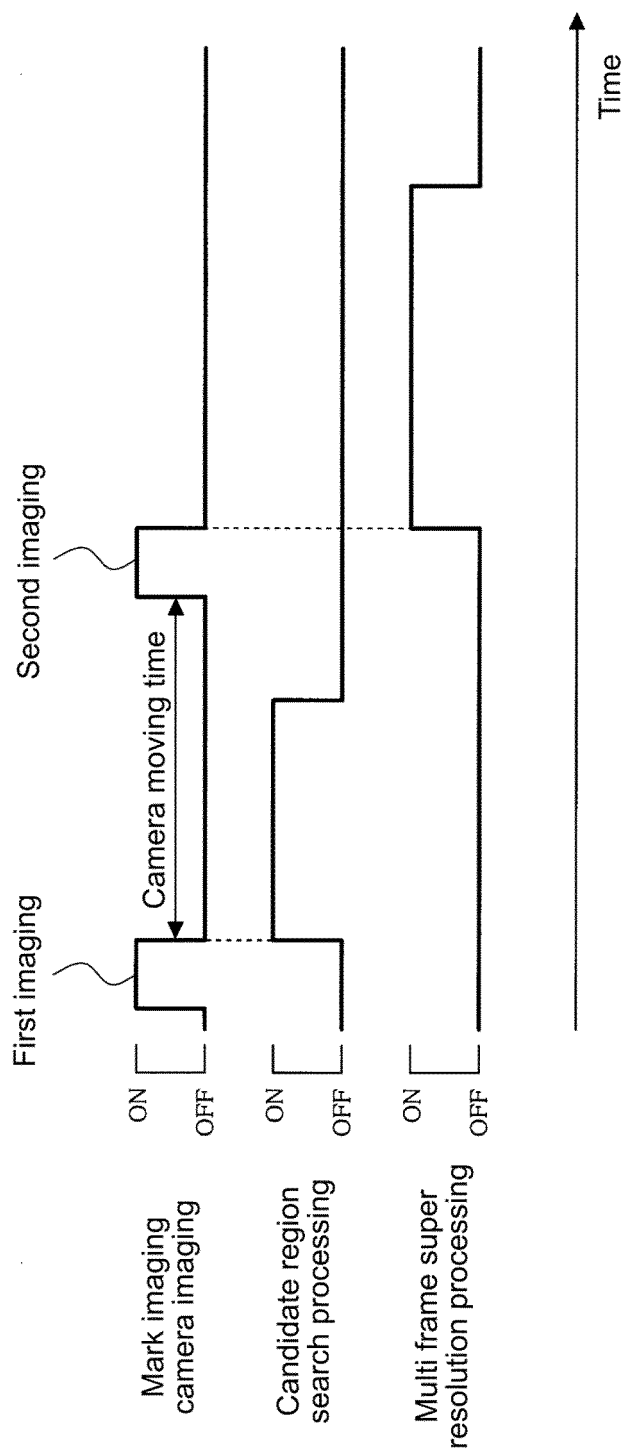 First imaging
Second imaging
Camera moving time
Mark imaging
camera imaging
ON
OFF
Candidate region
search processing
ON
OFF
Multi frame super
resolution processing
ON
OFF
Time